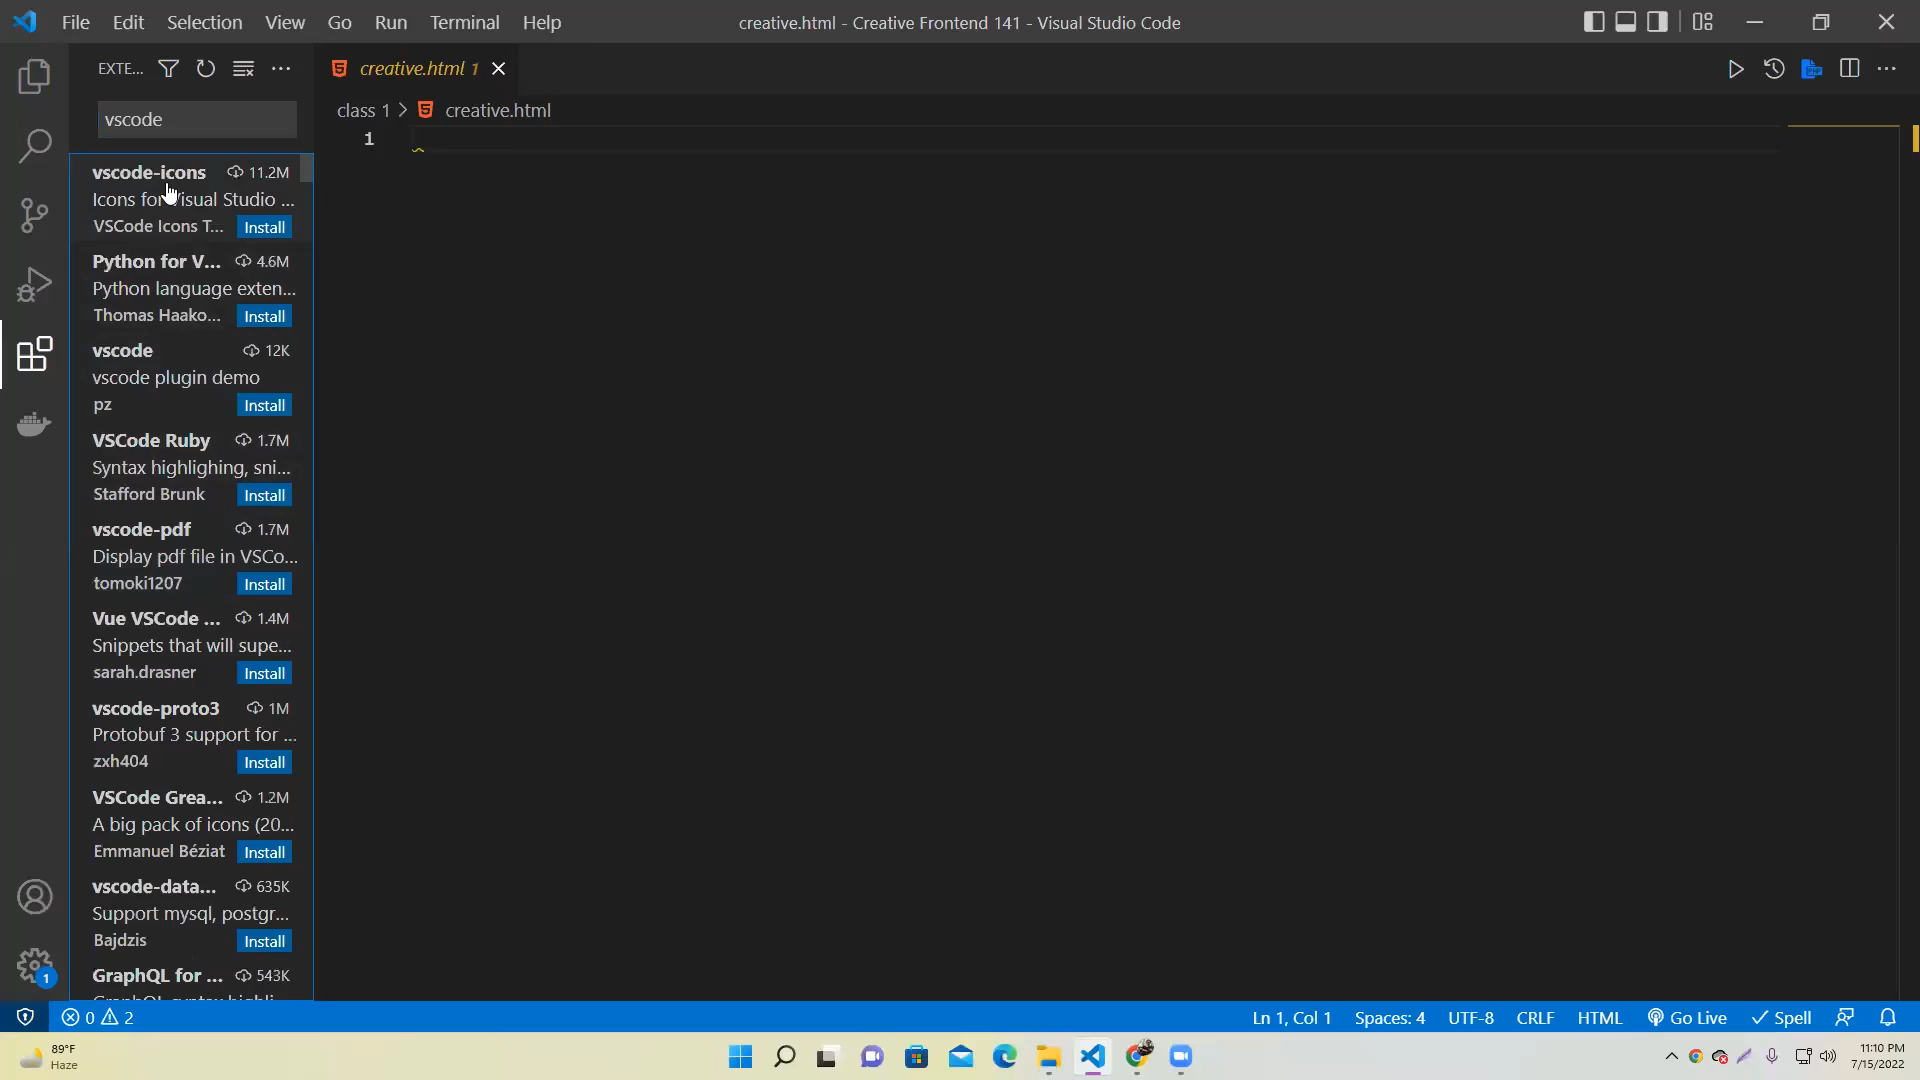 File Edit Selection View Go Run Terminal Help
creative.html - Creative Frontend 141 - Visual Studio Code
EXTE...
creative.html 1
vscode
class 1 > creative.html
1
vscode-icons 11.2M
Icons for Visual Studio ...
VSCode Icons T... Install
Python for V... 4.6M
Python language exten...
Thomas Haako... Install
vscode 12K
vscode plugin demo
pz Install
VSCode Ruby 1.7M
Syntax highlighing, sni...
Stafford Brunk Install
vscode-pdf 1.7M
Display pdf file in VSCo...
tomoki1207 Install
Vue VSCode ... 1.4M
Snippets that will supe...
sarah.drasner Install
vscode-proto3 1M
Protobuf 3 support for ...
zxh404 Install
VSCode Grea... 1.2M
A big pack of icons (20...
Emmanuel Béziat Install
vscode-data... 635K
Support mysql, postgr...
Bajdzis Install
GraphQL for ... 543K
1
0 2
Ln 1, Col 1 Spaces: 4 UTF-8 CRLF HTML Go Live Spell
89°F
Haze
11:10 PM
7/15/2022